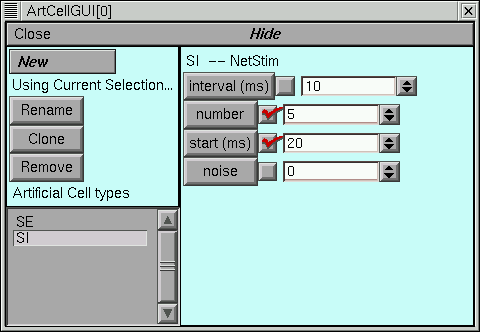 ArtCellGUI[0]
Close Hide
New
Using Current Selection...
Rename
Clone
Remove
Artificial Cell types
SE
SI
SI -- NetStim
interval (ms) 10
number 5
start (ms) 20
noise 0